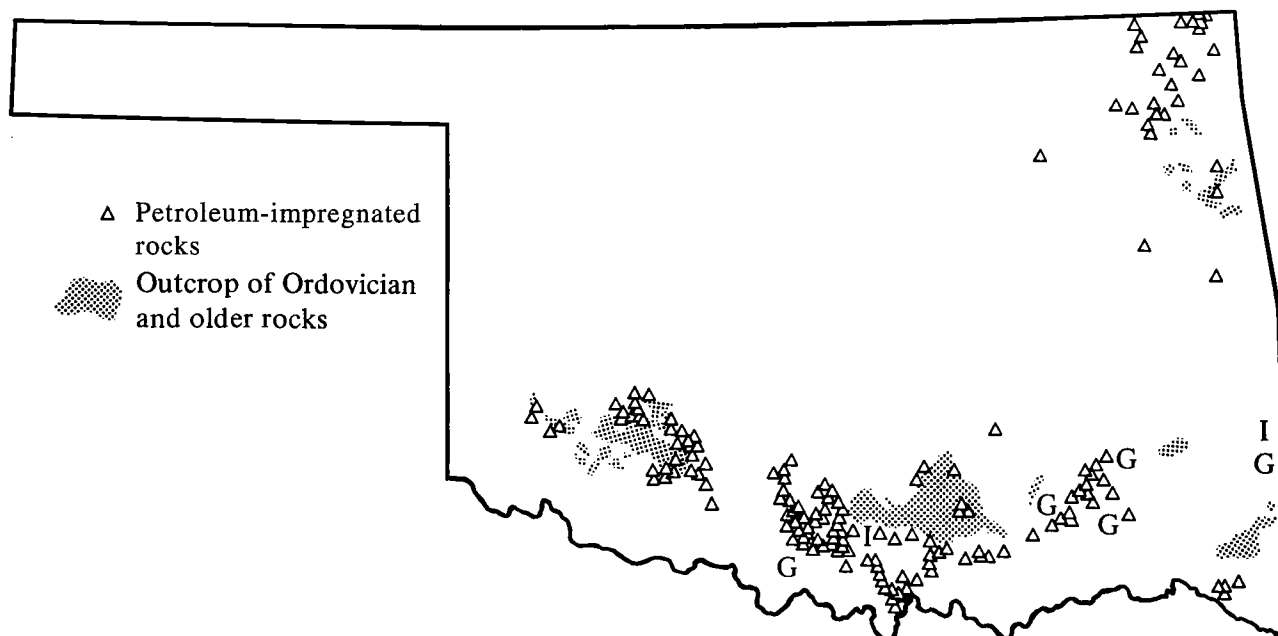 Petroleum-impregnated
rocks
Outcrop of Ordovician
and older rocks
I
G
G
G
G
I
G